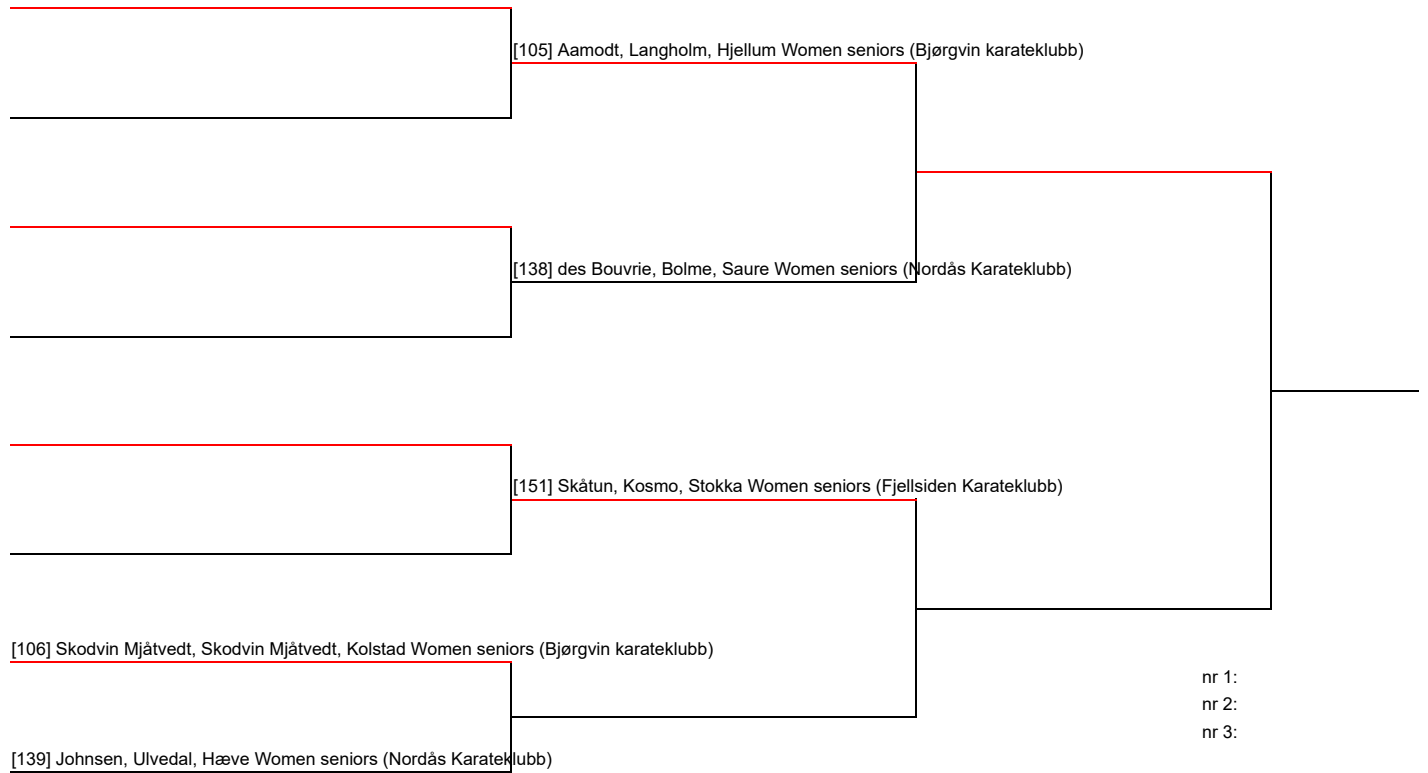 [105] Aamodt, Langholm, Hjellum Women seniors (Bjørgvin karateklubb)
[138] des Bouvrie, Bolme, Saure Women seniors (Nordås Karateklubb)
[151] Skåtun, Kosmo, Stokka Women seniors (Fjellsiden Karateklubb)
[106] Skodvin Mjåtvedt, Skodvin Mjåtvedt, Kolstad Women seniors (Bjørgvin karateklubb)
nr 1:
nr 2:
nr 3:
[139] Johnsen, Ulvedal, Hæve Women seniors (Nordås Karateklubb)